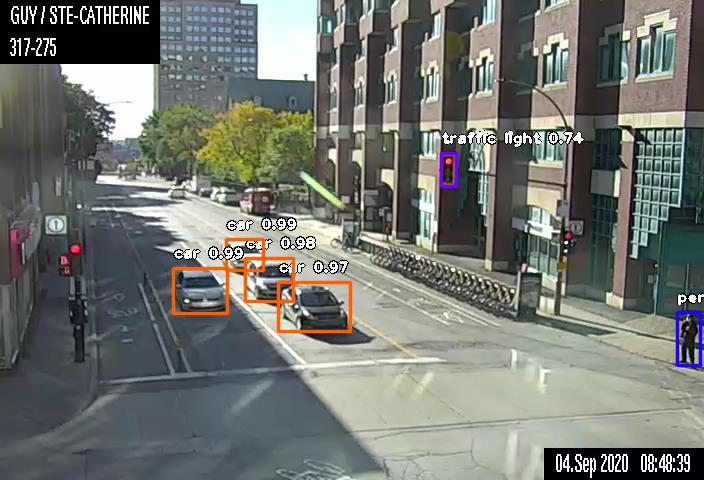 GUY / STE-CATHERINE
317-275
traffic light 0.74
car 0.99
car 0.98
car 0.99
car 0.97
per
04.Sep 2020 08:48:39